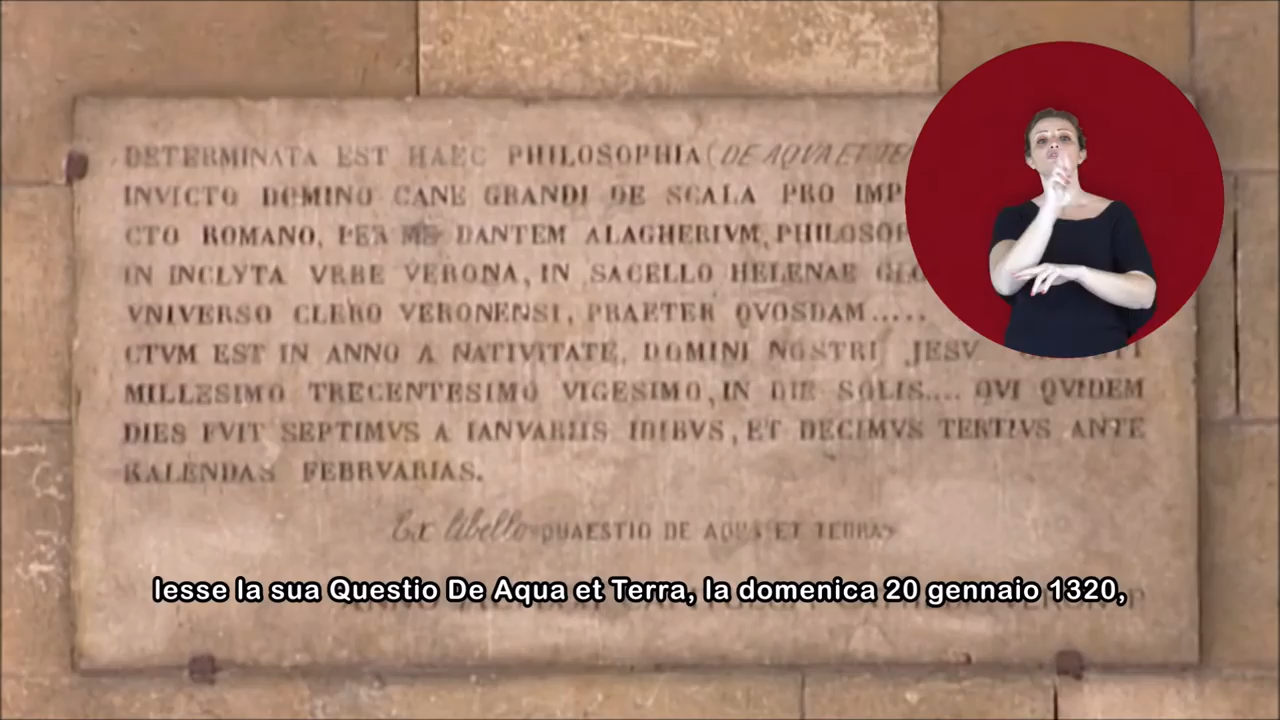 DETERMINATA EST HAEC PHILOSOPHIA (DE AQVA ET TE
INVICTO DOMINO CANE GRANDI DE SCALA PRO IMP
CTO ROMANO, PER ME DANTEM ALAGHERIVM, PHILOSOF
IN INCLYTA VRBE VERONA, IN SACELLO HELENAE GLO
VNIVERSO CLERO VERONENSI, PRAETER QVOSDAM.....
CTVM EST IN ANNO A NATIVITATE, DOMINI NOSTRI JESV
MILLESIMO TRECENTESIMO VIGESIMO, IN DIE SOLIS.... QVI QVIDEM
DIES FVIT SEPTIMVS A IANVARIIS IDIBVS, ET DECIMVS TERTIVS ANTE
KALENDAS FEBRVARIAS.
Ex libello «QUAESTIO DE AQUA ET TERRA»
lesse la sua Questio De Aqua et Terra, la domenica 20 gennaio 1320,